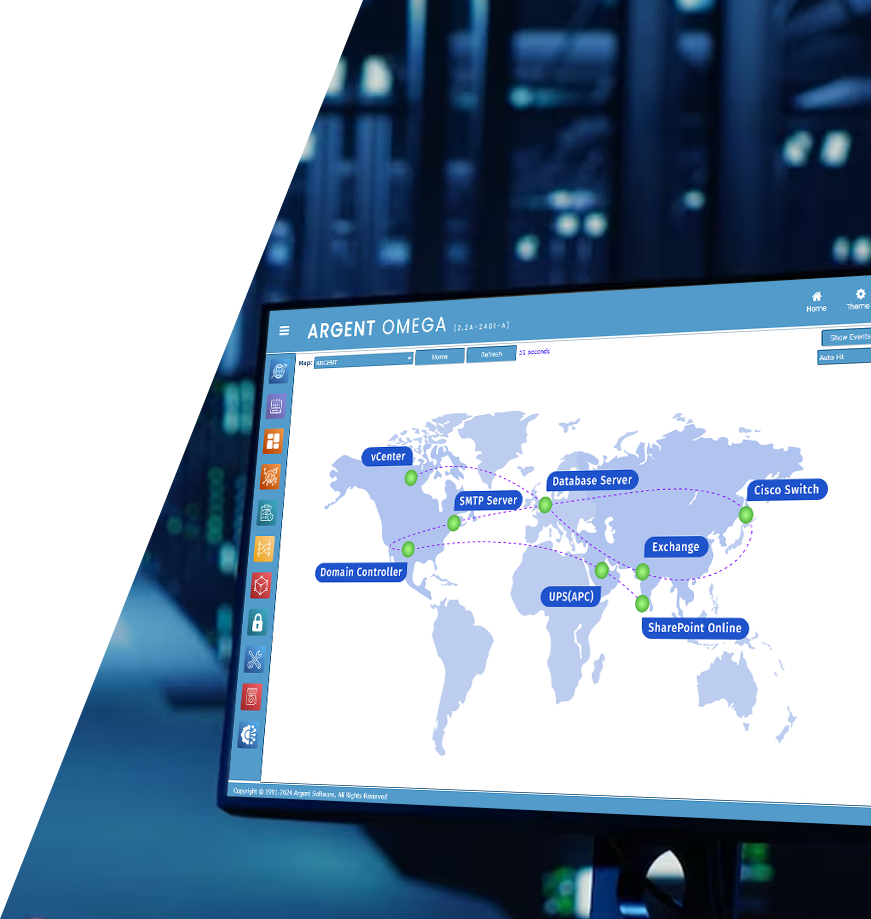 ARGENT OMEGA (2.2A-2401-A)
Home
Theme
Map: ARGENT
Home
Refresh
21 seconds
Show Events
Auto Fit
vCenter
SMTP Server
Database Server
Cisco Switch
Domain Controller
Exchange
UPS(APC)
SharePoint Online
Copyright © 1991-2024 Argent Software. All Rights Reserved